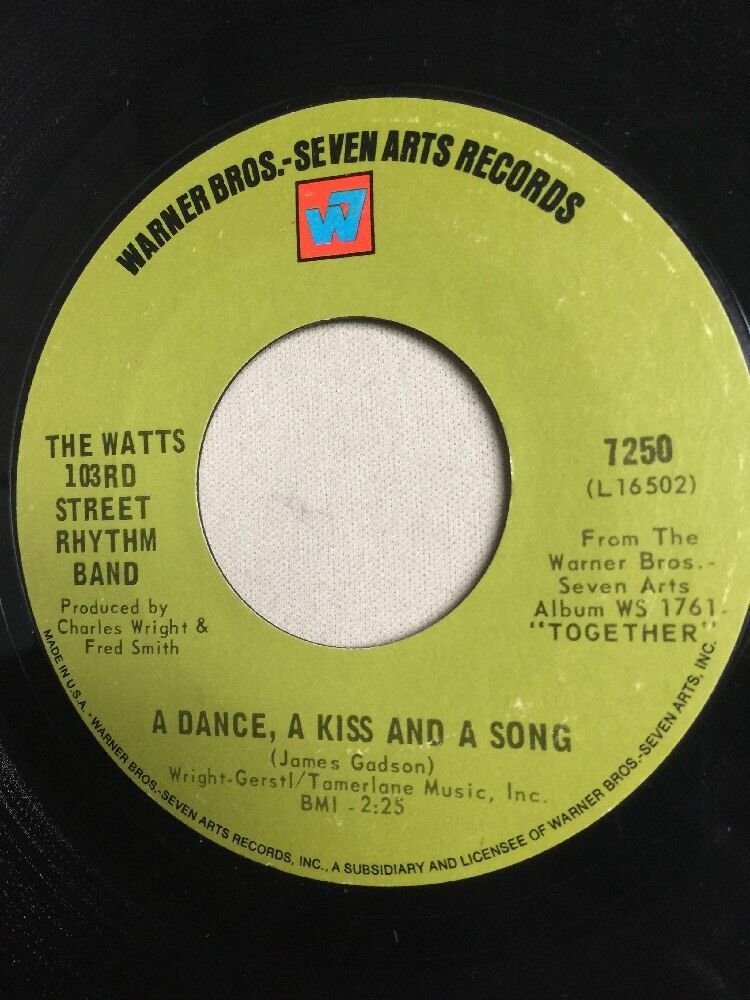 WARNER BROS.-SEVEN ARTS RECORDS
W7
THE WATTS
103RD
STREET
RHYTHM
BAND
Produced by
Charles Wright &
Fred Smith
7250
(L16502)
From The
Warner Bros.-
Seven Arts
Album WS 1761-
"TOGETHER"
A DANCE, A KISS AND A SONG
(James Gadson)
Wright-Gerstl/Tamerlane Music, Inc.
BMI - 2:25
MADE IN U.S.A. - WARNER BROS.-SEVEN ARTS RECORDS, INC., A SUBSIDIARY AND LICENSEE OF WARNER BROS.-SEVEN ARTS, INC.